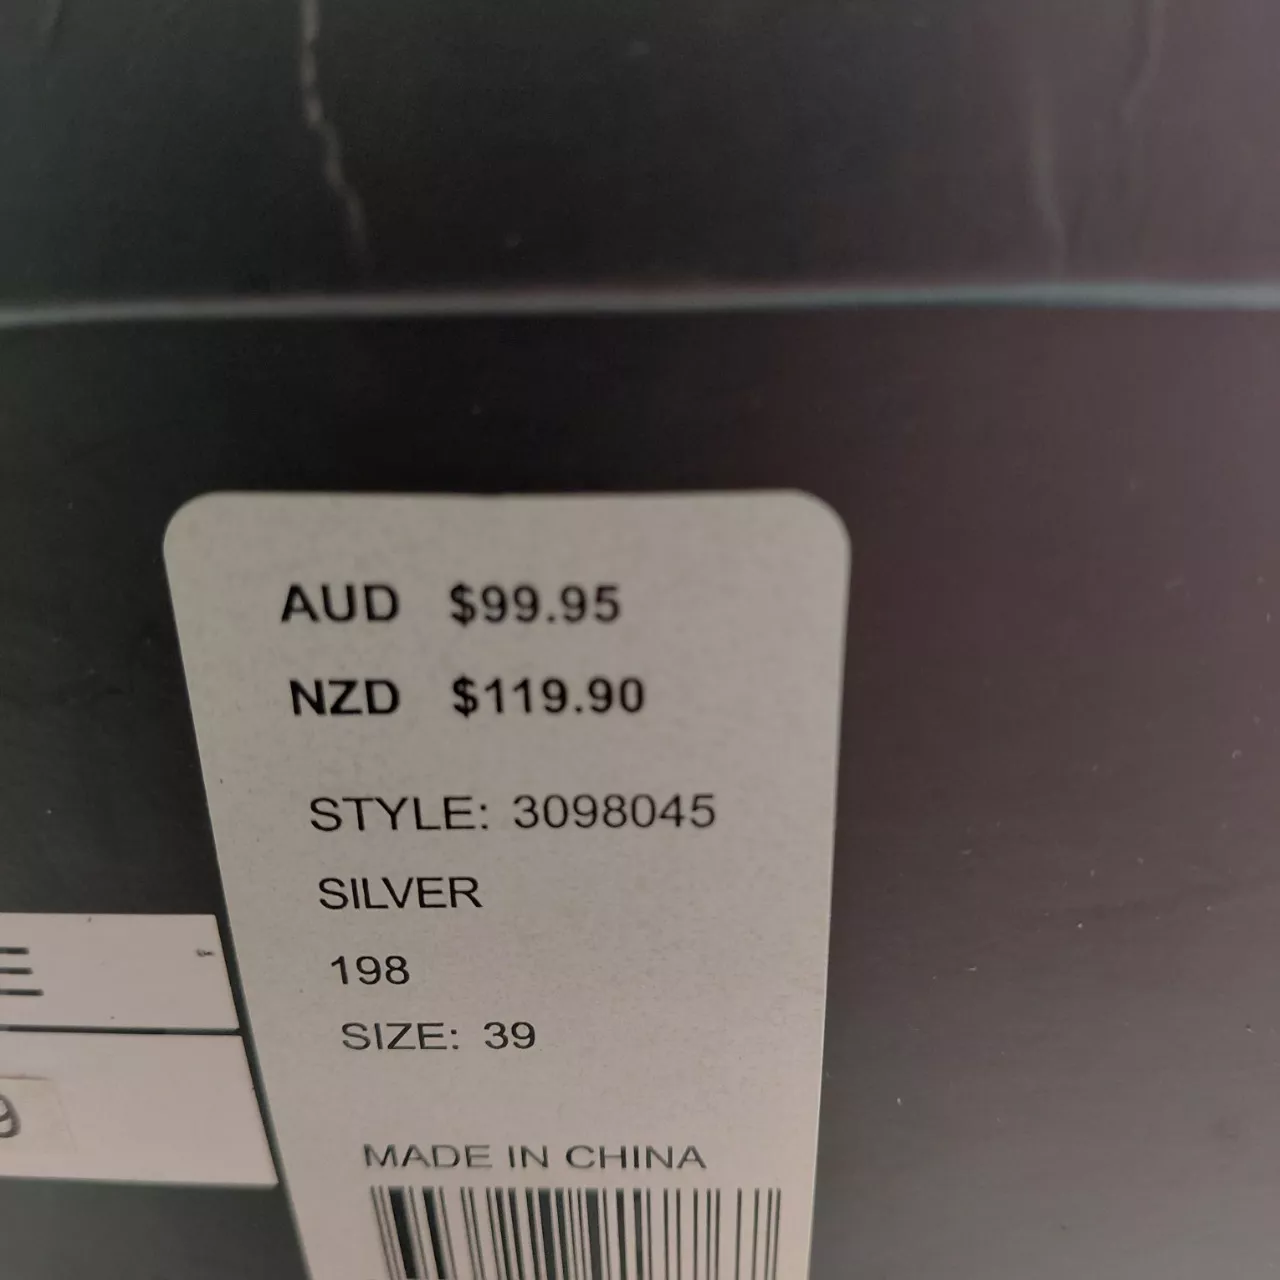 AUD $99.95
NZD $119.90
STYLE: 3098045
SILVER
198
SIZE: 39
MADE IN CHINA